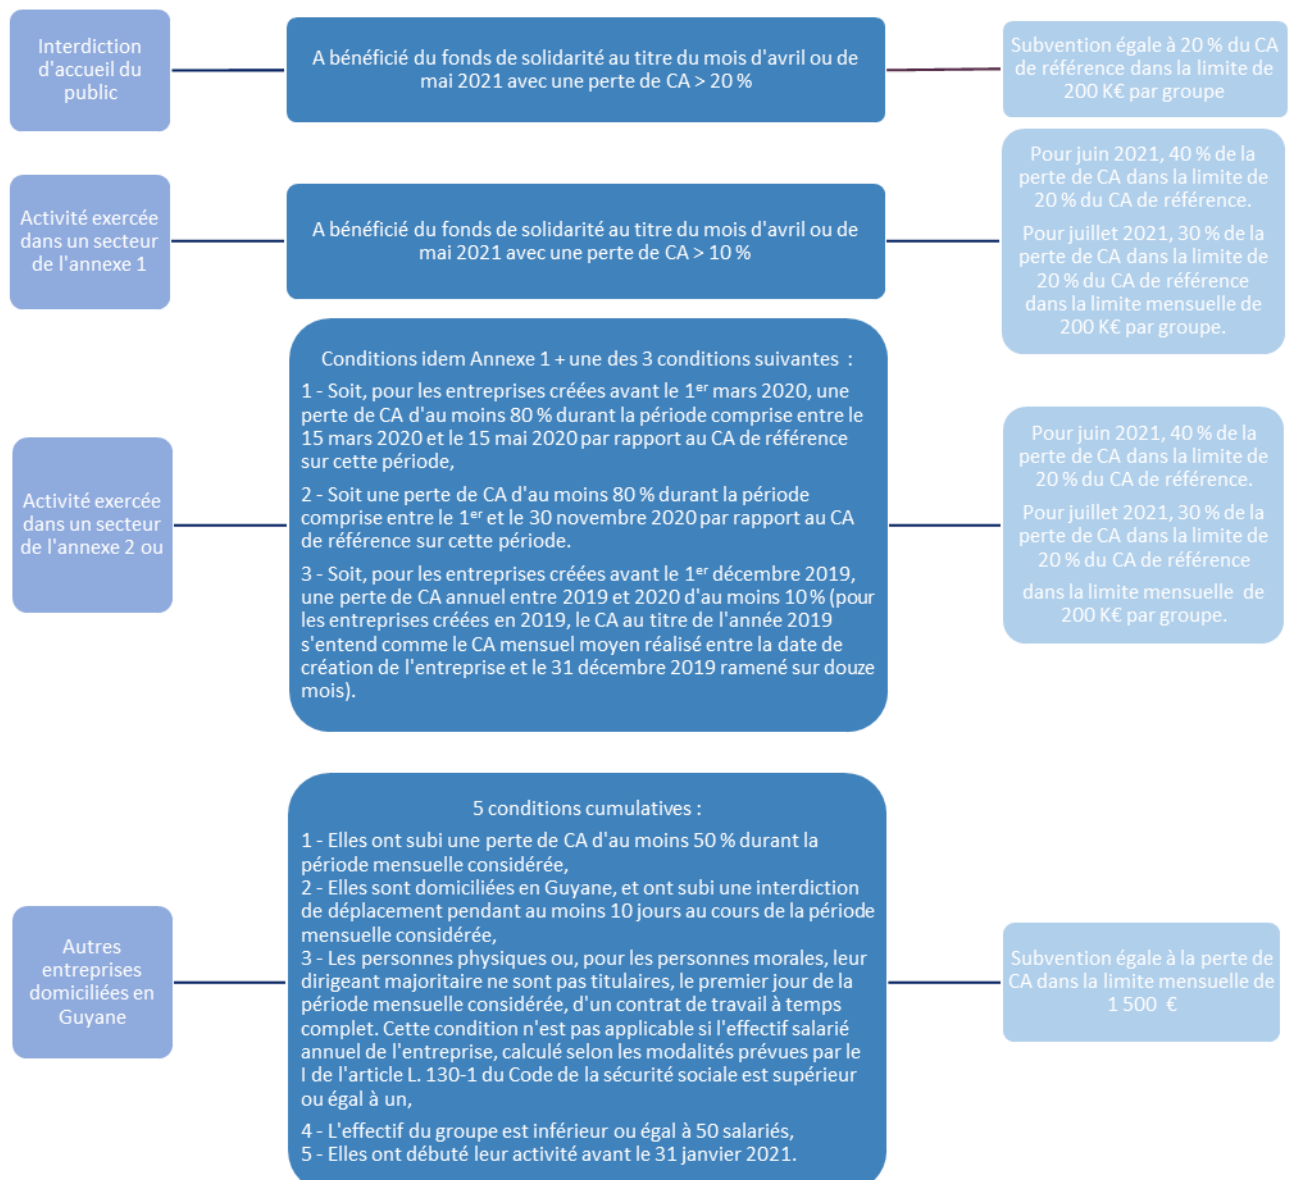 Interdiction
d'accueil du
public
A bénéficié du fonds de solidarité au titre du mois d'avril ou de
mai 2021 avec une perte de CA > 20 %
Subvention égale à 20 % du CA
de référence dans la limite de
200 K€ par groupe
Activité exercée
dans un secteur
de l'annexe 1
A bénéficié du fonds de solidarité au titre du mois d'avril ou de
mai 2021 avec une perte de CA > 10 %
Pour juin 2021, 40 % de la
perte de CA dans la limite de
20 % du CA de référence.
Pour juillet 2021, 30 % de la
perte de CA dans la limite de
20 % du CA de référence
dans la limite mensuelle de
200 K€ par groupe.
Activité exercée
dans un secteur
de l'annexe 2 ou
Conditions idem Annexe 1 + une des 3 conditions suivantes :
1 - Soit, pour les entreprises créées avant le 1er mars 2020, une
perte de CA d'au moins 80 % durant la période comprise entre le
15 mars 2020 et le 15 mai 2020 par rapport au CA de référence
sur cette période,
2 - Soit une perte de CA d'au moins 80 % durant la période
comprise entre le 1er et le 30 novembre 2020 par rapport au CA
de référence sur cette période.
3 - Soit, pour les entreprises créées avant le 1er décembre 2019,
une perte de CA annuel entre 2019 et 2020 d'au moins 10 % (pour
les entreprises créées en 2019, le CA au titre de l'année 2019
s'entend comme le CA mensuel moyen réalisé entre la date de
création de l'entreprise et le 31 décembre 2019 ramené sur douze
mois).
Pour juin 2021, 40 % de la
perte de CA dans la limite de
20 % du CA de référence.
Pour juillet 2021, 30 % de la
perte de CA dans la limite de
20 % du CA de référence
dans la limite mensuelle de
200 K€ par groupe.
Autres
entreprises
domiciliées en
Guyane
5 conditions cumulatives :
1 - Elles ont subi une perte de CA d'au moins 50 % durant la
période mensuelle considérée,
2 - Elles sont domiciliées en Guyane, et ont subi une interdiction
de déplacement pendant au moins 10 jours au cours de la période
mensuelle considérée,
3 - Les personnes physiques ou, pour les personnes morales, leur
dirigeant majoritaire ne sont pas titulaires, le premier jour de la
période mensuelle considérée, d'un contrat de travail à temps
complet. Cette condition n'est pas applicable si l'effectif salarié
annuel de l'entreprise, calculé selon les modalités prévues par le
I de l'article L. 130-1 du Code de la sécurité sociale est supérieur
ou égal à un,
4 - L'effectif du groupe est inférieur ou égal à 50 salariés,
5 - Elles ont débuté leur activité avant le 31 janvier 2021.
Subvention égale à la perte de
CA dans la limite mensuelle de
1 500 €